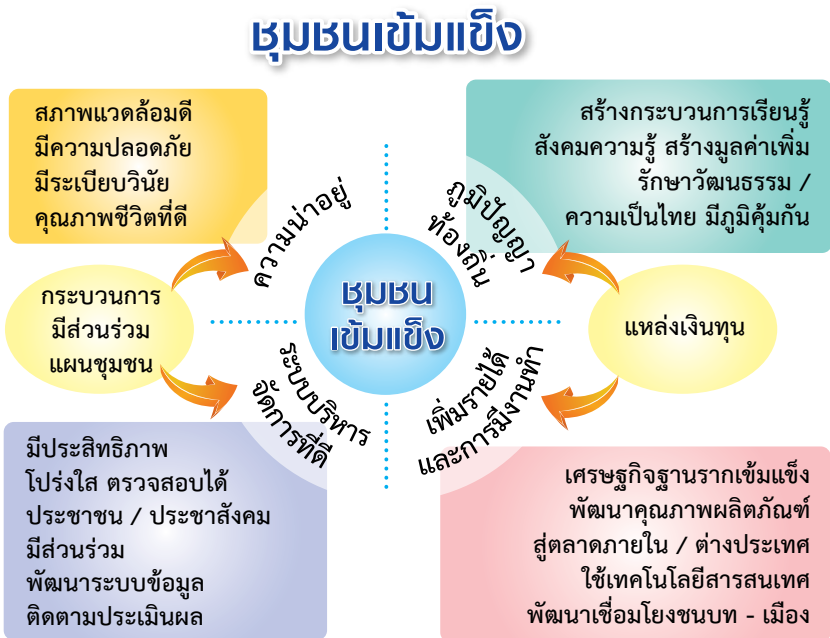 ชุมชนเข้มแข็ง
สภาพแวดล้อมดี
มีความปลอดภัย
มีระเบียบวินัย
คุณภาพชีวิตที่ดี
สร้างกระบวนการเรียนรู้
สังคมความรู้ สร้างมูลค่าเพิ่ม
รักษาวัฒนธรรม /
ความเป็นไทย มีภูมิคุ้มกัน
ความน่าอยู่
ภูมิปัญญา
ท้องถิ่น
กระบวนการ
มีส่วนร่วม
แผนชุมชน
ชุมชน
เข้มแข็ง
แหล่งเงินทุน
ระบบบริหาร
จัดการที่ดี
เพิ่มรายได้
และการมีงานทำ
มีประสิทธิภาพ
โปร่งใส ตรวจสอบได้
ประชาชน / ประชาสังคม
มีส่วนร่วม
พัฒนาระบบข้อมูล
ติดตามประเมินผล
เศรษฐกิจฐานรากเข้มแข็ง
พัฒนาคุณภาพผลิตภัณฑ์
สู่ตลาดภายใน / ต่างประเทศ
ใช้เทคโนโลยีสารสนเทศ
พัฒนาเชื่อมโยงชนบท - เมือง